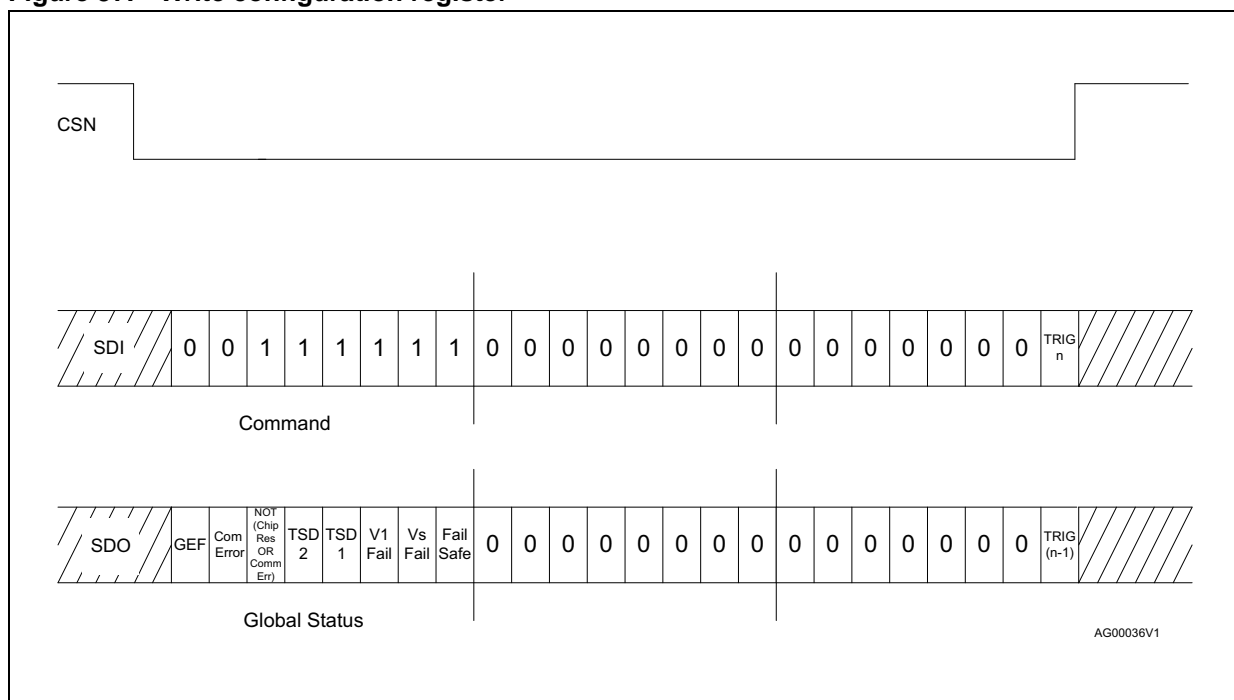 Figure 37. Write configuration register
CSN
SDI 0 0 1 1 1 1 1 1 0 0 0 0 0 0 0 0 0 0 0 0 0 0 0 TRIG n
Command
SDO GEF Com Error NOT (Chip Res OR Comm Err) TSD 2 TSD 1 V1 Fail Vs Fail Fail Safe 0 0 0 0 0 0 0 0 0 0 0 0 0 0 0 TRIG (n-1)
Global Status
AG00036V1